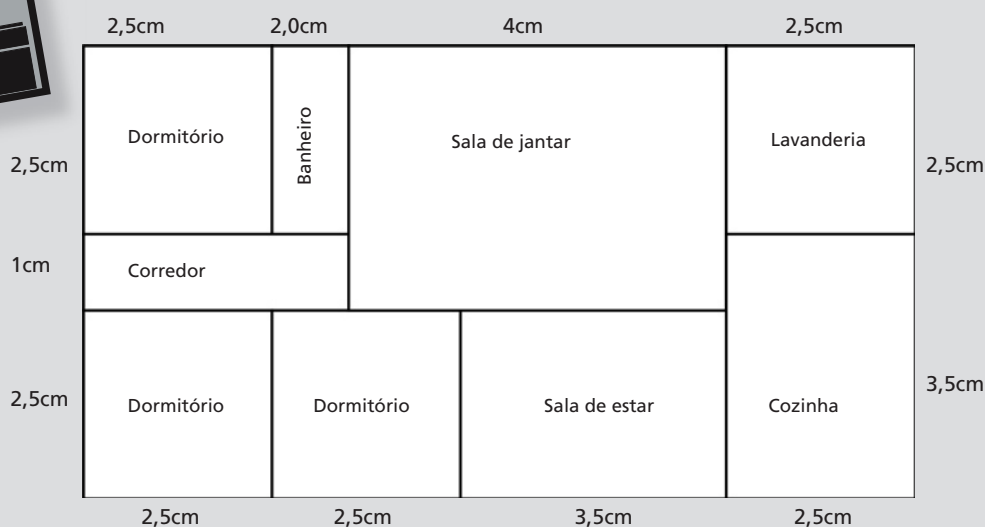 2,5cm 2,0cm 4cm 2,5cm
Dormitório
Banheiro
Sala de jantar
Lavanderia
2,5cm
2,5cm
1cm
Corredor
2,5cm
Dormitório
Dormitório
Sala de estar
Cozinha
3,5cm
2,5cm 2,5cm 3,5cm 2,5cm